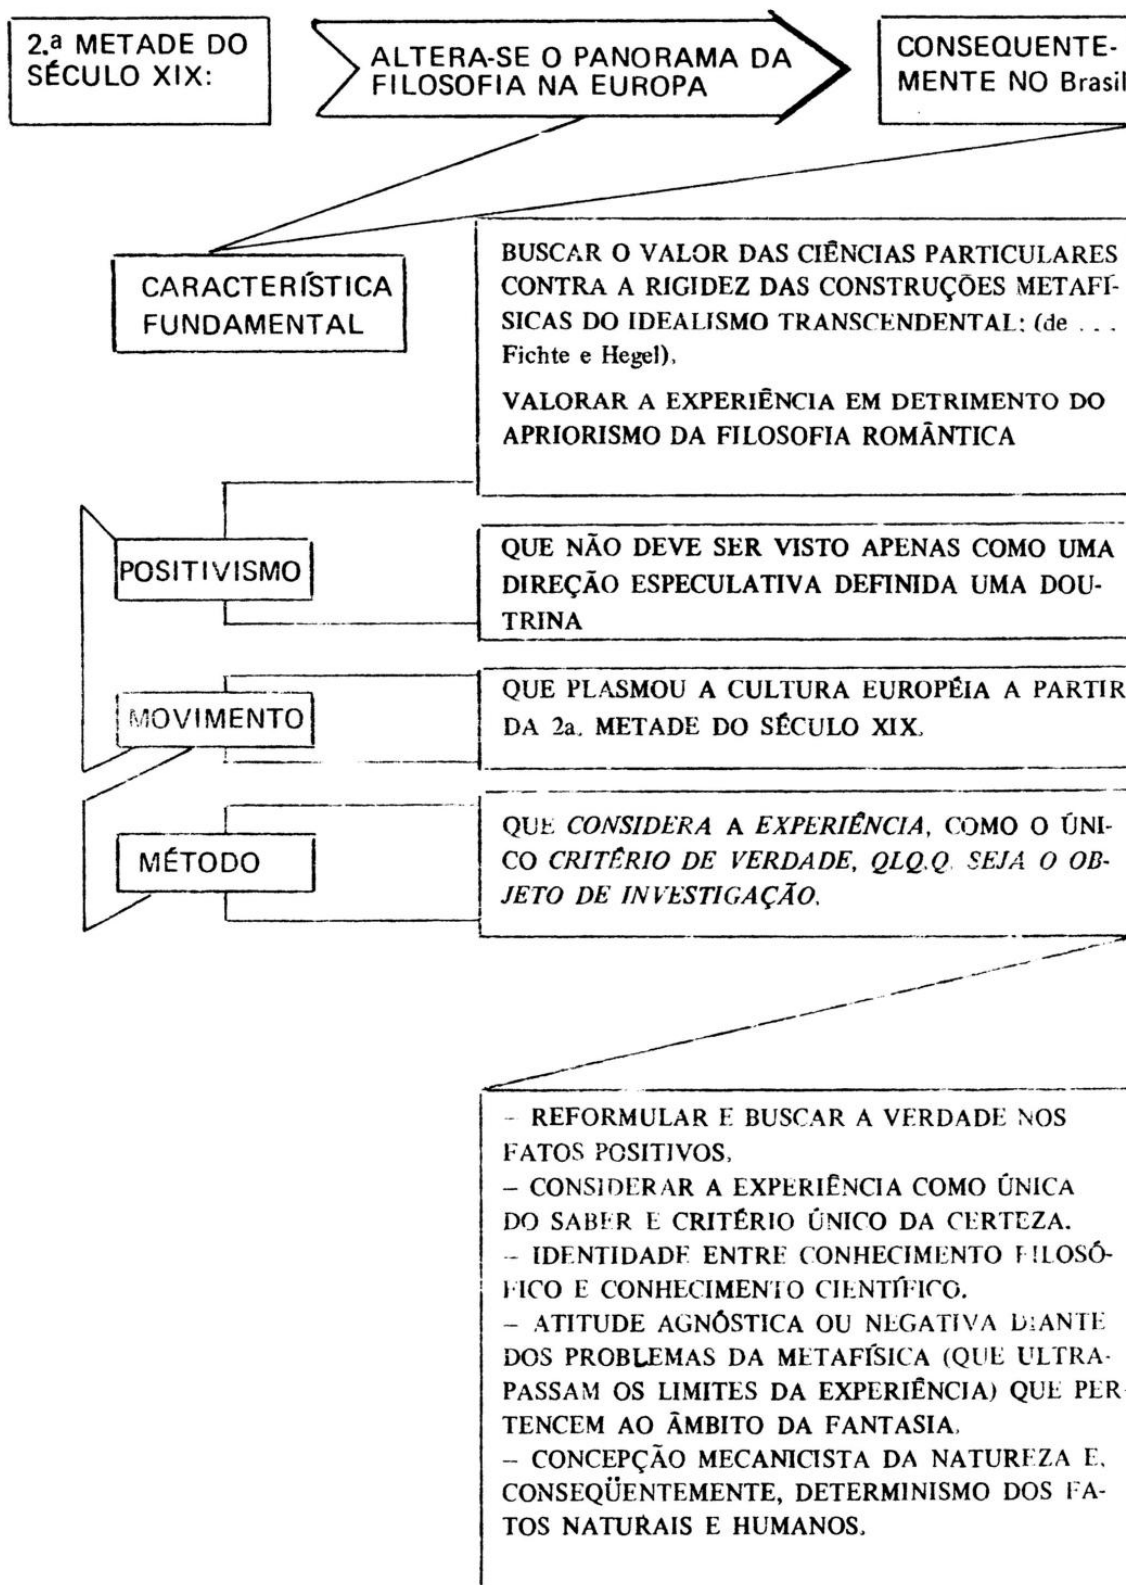 2.ª METADE DO
SÉCULO XIX:
ALTERA-SE O PANORAMA DA
FILOSOFIA NA EUROPA
CONSEQUENTE-
MENTE NO Brasil
CARACTERÍSTICA
FUNDAMENTAL
BUSCAR O VALOR DAS CIÊNCIAS PARTICULARES
CONTRA A RIGIDEZ DAS CONSTRUÇÕES METAFÍ-
SICAS DO IDEALISMO TRANSCENDENTAL: (de ...
Fichte e Hegel),
VALORAR A EXPERIÊNCIA EM DETRIMENTO DO
APRIORISMO DA FILOSOFIA ROMÂNTICA
POSITIVISMO
QUE NÃO DEVE SER VISTO APENAS COMO UMA
DIREÇÃO ESPECULATIVA DEFINIDA UMA DOU-
TRINA
MOVIMENTO
QUE PLASMOU A CULTURA EUROPÉIA A PARTIR
DA 2a. METADE DO SÉCULO XIX.
MÉTODO
QUE CONSIDERA A EXPERIÊNCIA, COMO O ÚNI-
CO CRITÉRIO DE VERDADE, QLQ.Q. SEJA O OB-
JETO DE INVESTIGAÇÃO.
– REFORMULAR E BUSCAR A VERDADE NOS
FATOS POSITIVOS,
– CONSIDERAR A EXPERIÊNCIA COMO ÚNICA
DO SABER E CRITÉRIO ÚNICO DA CERTEZA.
– IDENTIDADE ENTRE CONHECIMENTO FILOSÓ-
FICO E CONHECIMENTO CIENTÍFICO.
– ATITUDE AGNÓSTICA OU NEGATIVA DIANTE
DOS PROBLEMAS DA METAFÍSICA (QUE ULTRA-
PASSAM OS LIMITES DA EXPERIÊNCIA) QUE PER-
TENCEM AO ÂMBITO DA FANTASIA.
– CONCEPÇÃO MECANICISTA DA NATUREZA E,
CONSEQÜENTEMENTE, DETERMINISMO DOS FA-
TOS NATURAIS E HUMANOS.